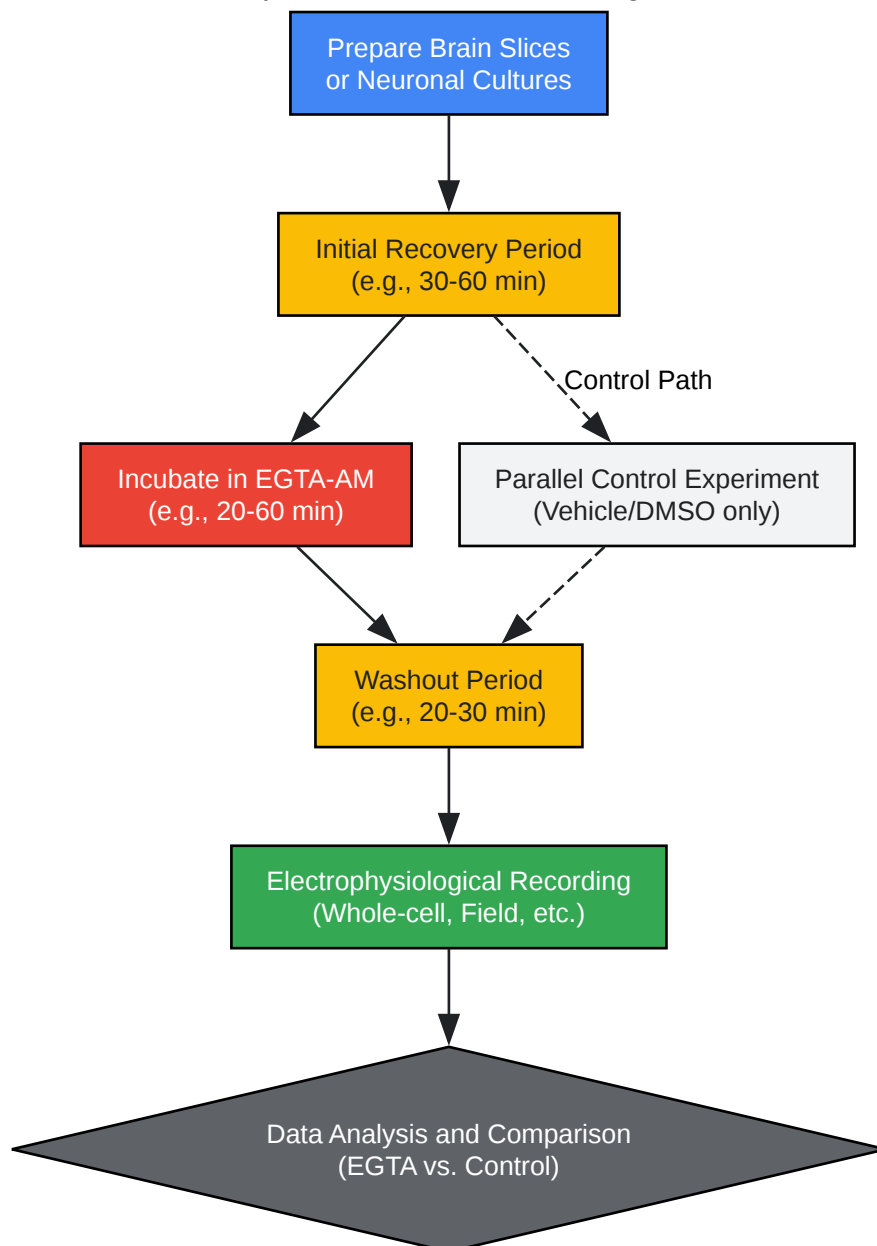 Prepare Brain Slices
or Neuronal Cultures
Initial Recovery Period
(e.g., 30-60 min)
Control Path
Incubate in EGTA-AM
(e.g., 20-60 min)
Parallel Control Experiment
(Vehicle/DMSO only)
Washout Period
(e.g., 20-30 min)
Electrophysiological Recording
(Whole-cell, Field, etc.)
Data Analysis and Comparison
(EGTA vs. Control)